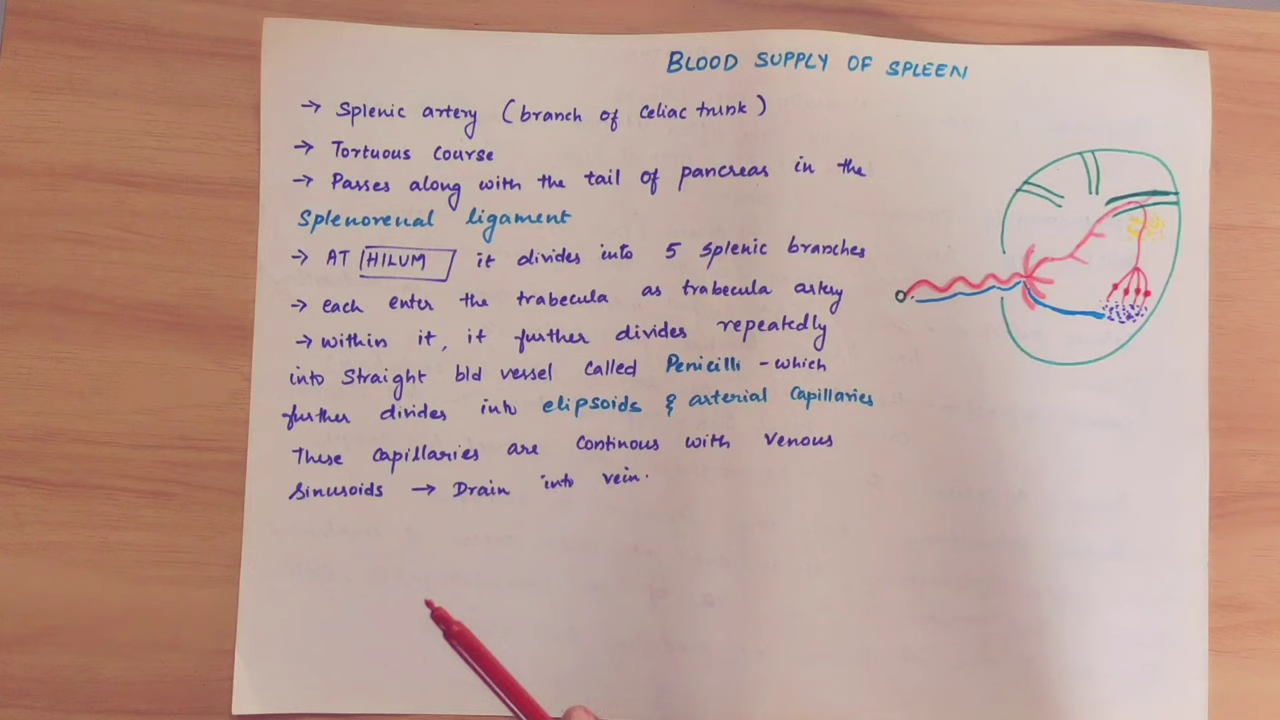 BLOOD SUPPLY OF SPLEEN
→ Splenic artery (branch of Celiac trunk)
→ Tortuous Course
→ Passes along with the tail of pancreas in the
Splenorenal ligament
→ AT HILUM it divides into 5 splenic branches
→ each enter the trabecula as trabecula artery
→ within it, it further divides repeatedly
into Straight bld vessel called Penicilli - which
further divides into elipsoids & arterial Capillaries
These Capillaries are Continous with Venous
Sinusoids → Drain into vein.